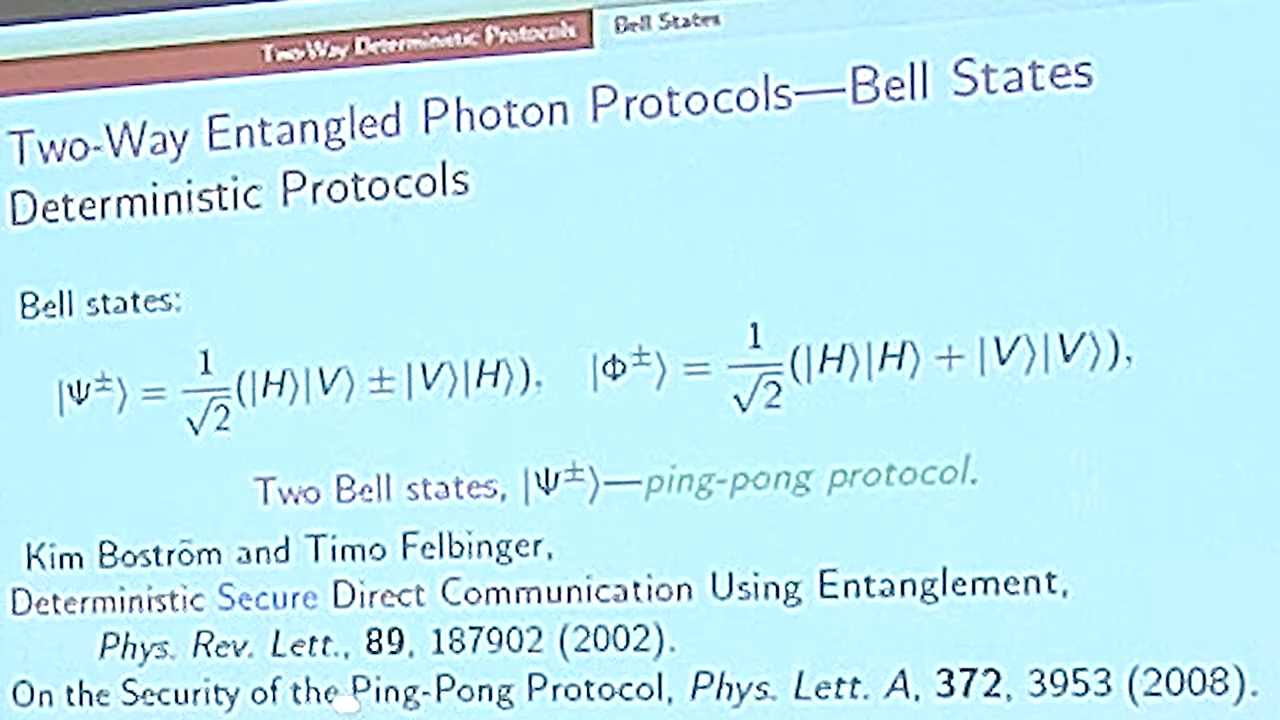 Two-Way Deterministic Protocols Bell States
Two-Way Entangled Photon Protocols—Bell States
Deterministic Protocols
Bell states:
|Ψ±⟩ = 1/√2 (|H⟩|V⟩ ± |V⟩|H⟩), |Φ±⟩ = 1/√2 (|H⟩|H⟩ + |V⟩|V⟩),
Two Bell states, |Ψ±⟩—ping-pong protocol.
Kim Boström and Timo Felbinger,
Deterministic Secure Direct Communication Using Entanglement,
Phys. Rev. Lett., 89, 187902 (2002).
On the Security of the Ping-Pong Protocol, Phys. Lett. A, 372, 3953 (2008).